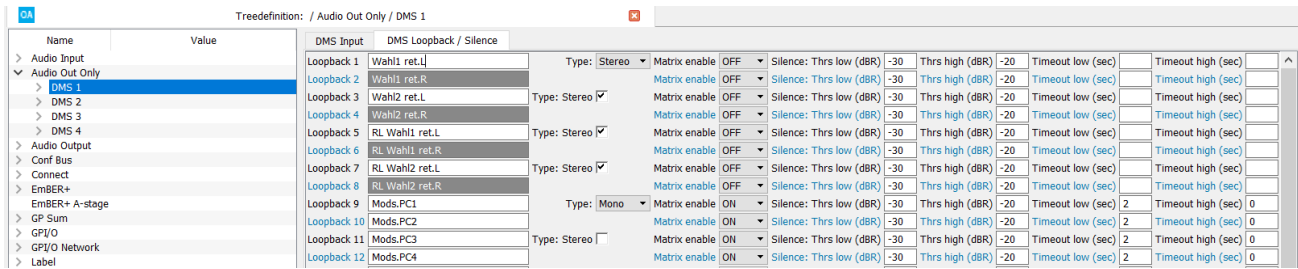 OA Treedefinition: / Audio Out Only / DMS 1
Name Value
Audio Input
Audio Out Only
DMS 1
DMS 2
DMS 3
DMS 4
Audio Output
Conf Bus
Connect
EmBER+
EmBER+ A-stage
GP Sum
GPI/O
GPI/O Network
Label
DMS Input DMS Loopback / Silence
Loopback 1 Wahl1 ret.L Type: Stereo Matrix enable OFF Silence: Thrs low (dBR) -30 Thrs high (dBR) -20 Timeout low (sec) Timeout high (sec)
Loopback 2 Wahl1 ret.R Matrix enable OFF Silence: Thrs low (dBR) -30 Thrs high (dBR) -20 Timeout low (sec) Timeout high (sec)
Loopback 3 Wahl2 ret.L Type: Stereo Matrix enable OFF Silence: Thrs low (dBR) -30 Thrs high (dBR) -20 Timeout low (sec) Timeout high (sec)
Loopback 4 Wahl2 ret.R Matrix enable OFF Silence: Thrs low (dBR) -30 Thrs high (dBR) -20 Timeout low (sec) Timeout high (sec)
Loopback 5 RL Wahl1 ret.L Type: Stereo Matrix enable OFF Silence: Thrs low (dBR) -30 Thrs high (dBR) -20 Timeout low (sec) Timeout high (sec)
Loopback 6 RL Wahl1 ret.R Matrix enable OFF Silence: Thrs low (dBR) -30 Thrs high (dBR) -20 Timeout low (sec) Timeout high (sec)
Loopback 7 RL Wahl2 ret.L Type: Stereo Matrix enable OFF Silence: Thrs low (dBR) -30 Thrs high (dBR) -20 Timeout low (sec) Timeout high (sec)
Loopback 8 RL Wahl2 ret.R Matrix enable OFF Silence: Thrs low (dBR) -30 Thrs high (dBR) -20 Timeout low (sec) Timeout high (sec)
Loopback 9 Mods.PC1 Type: Mono Matrix enable ON Silence: Thrs low (dBR) -30 Thrs high (dBR) -20 Timeout low (sec) 2 Timeout high (sec) 0
Loopback 10 Mods.PC2 Matrix enable ON Silence: Thrs low (dBR) -30 Thrs high (dBR) -20 Timeout low (sec) 2 Timeout high (sec) 0
Loopback 11 Mods.PC3 Type: Stereo Matrix enable ON Silence: Thrs low (dBR) -30 Thrs high (dBR) -20 Timeout low (sec) 2 Timeout high (sec) 0
Loopback 12 Mods.PC4 Matrix enable ON Silence: Thrs low (dBR) -30 Thrs high (dBR) -20 Timeout low (sec) 2 Timeout high (sec) 0